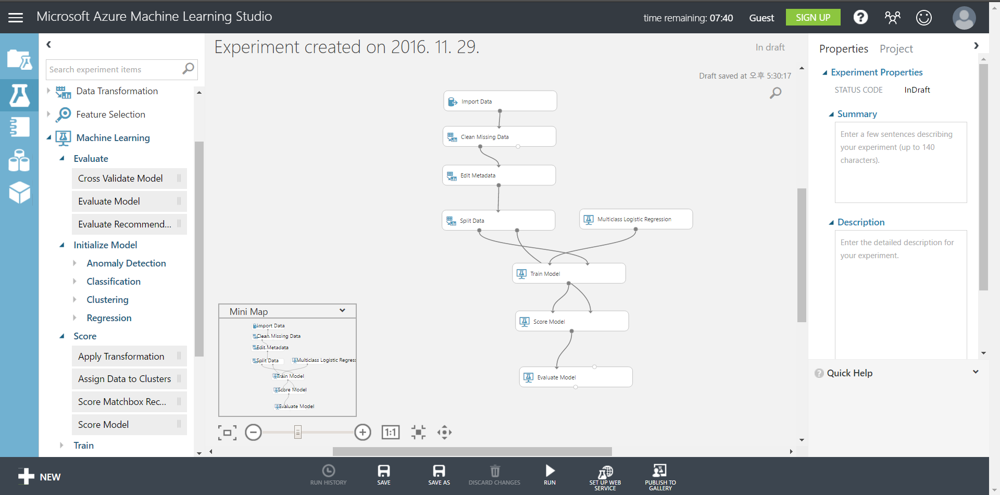 Microsoft Azure Machine Learning Studio
time remaining: 07:40
Guest
SIGN UP
?
Search experiment items
Data Transformation
Feature Selection
Machine Learning
Evaluate
Cross Validate Model
Evaluate Model
Evaluate Recommend...
Initialize Model
Anomaly Detection
Classification
Clustering
Regression
Score
Apply Transformation
Assign Data to Clusters
Score Matchbox Rec...
Score Model
Train
Experiment created on 2016. 11. 29.
In draft
Draft saved at 오후 5:30:17
Import Data
Clean Missing Data
Edit Metadata
Split Data
Multiclass Logistic Regression
Train Model
Score Model
Evaluate Model
Mini Map
Import Data
Clean Missing Data
Edit Metadata
Split Data
Multiclass Logistic Regress
Train Model
Score Model
Evaluate Model
1:1
Properties
Project
Experiment Properties
STATUS CODE
InDraft
Summary
Enter a few sentences describing
your experiment (up to 140
characters).
Description
Enter the detailed description for
your experiment.
? Quick Help
NEW
RUN HISTORY
SAVE
SAVE AS
DISCARD CHANGES
RUN
SET UP WEB
SERVICE
PUBLISH TO
GALLERY